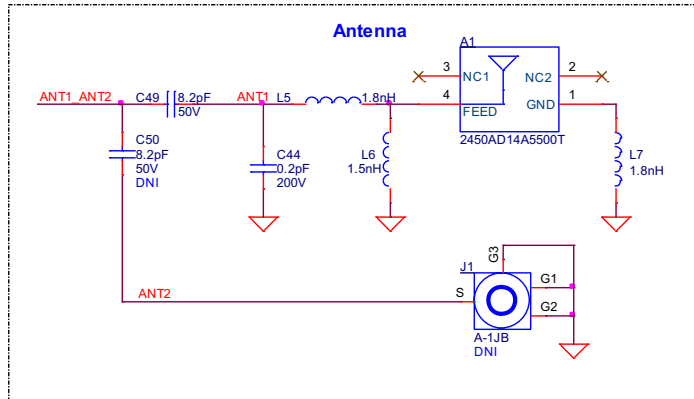 Antenna
A1
3
NC1
NC2
2
ANT1_ANT2
C49
8.2pF
50V
ANT1
L5
1.8nH
4
FEED
GND
1
2450AD14A5500T
C50
8.2pF
50V
DNI
C44
0.2pF
200V
L6
1.5nH
L7
1.8nH
ANT2
J1
S
G3
G1
G2
A-1JB
DNI